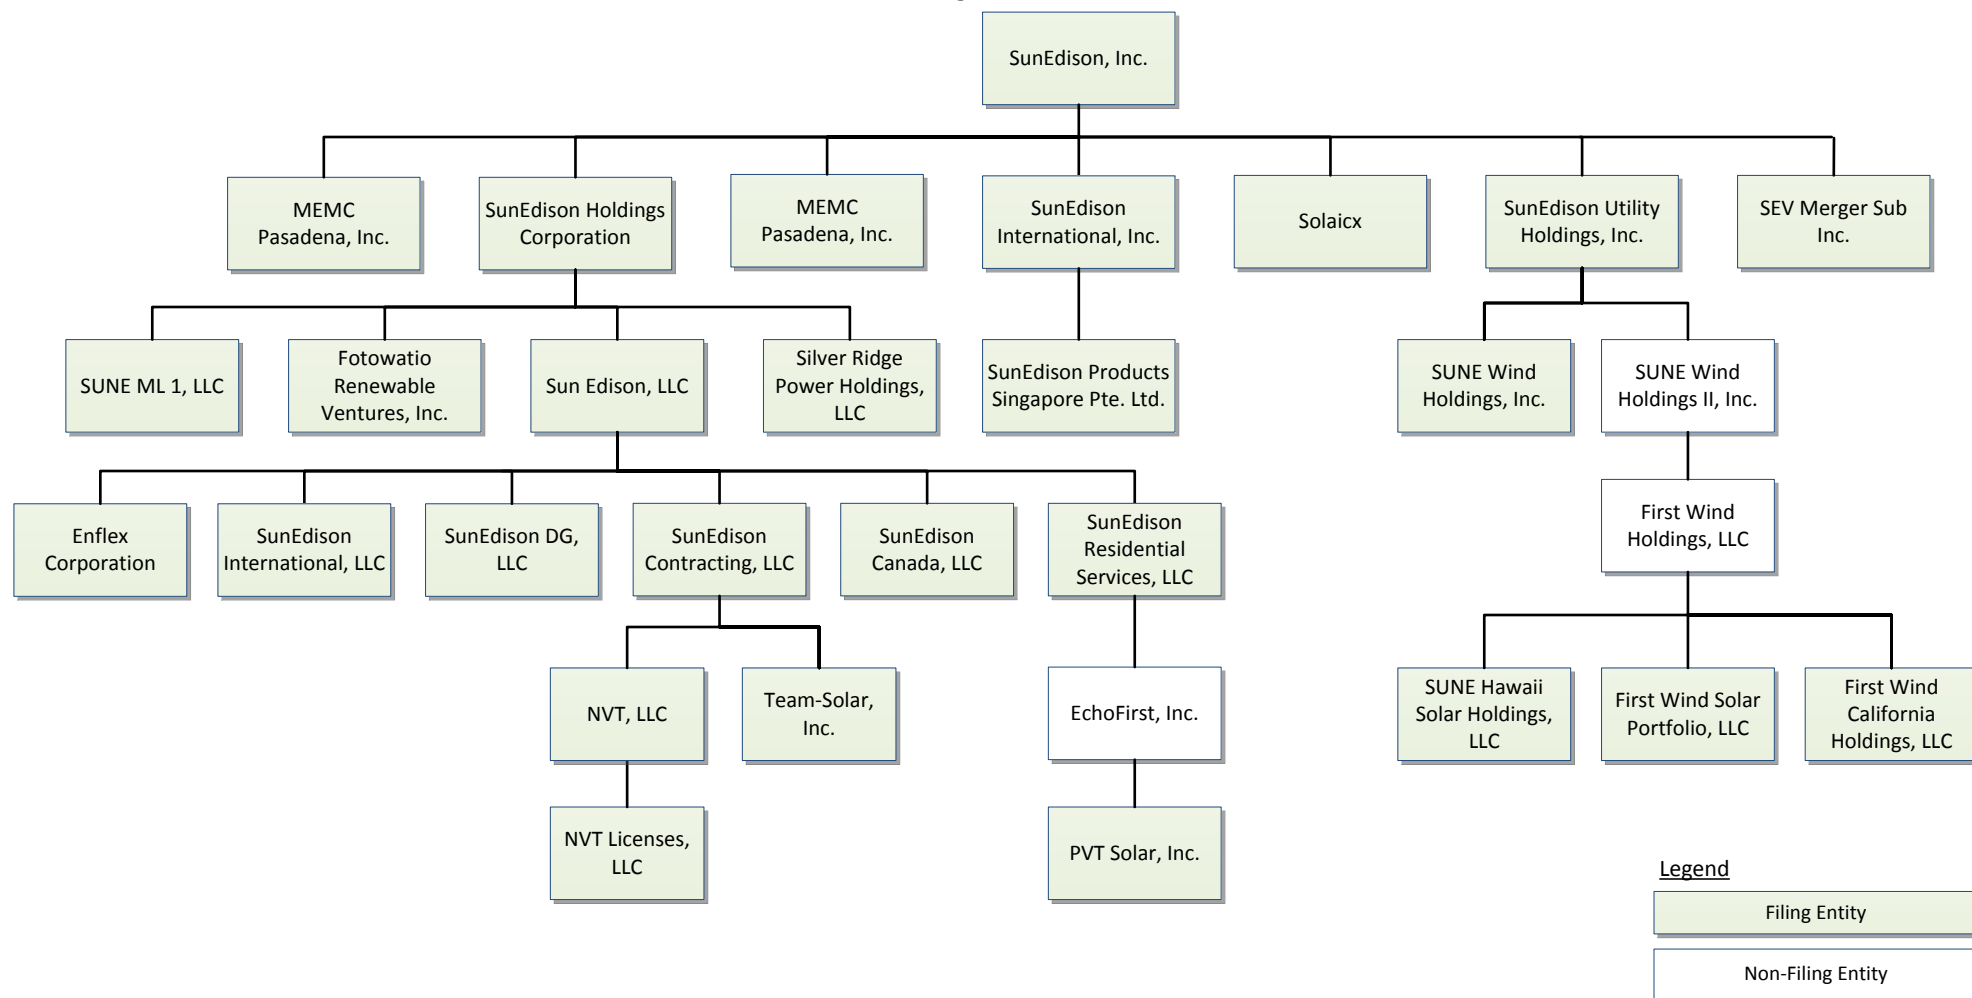 SunEdison, Inc.
MEMC
Pasadena, Inc.
SunEdison Holdings
Corporation
MEMC
Pasadena, Inc.
SunEdison
International, Inc.
Solaicx
SunEdison Utility
Holdings, Inc.
SEV Merger Sub
Inc.
SUNE ML 1, LLC
Fotowatio
Renewable
Ventures, Inc.
Sun Edison, LLC
Silver Ridge
Power Holdings,
LLC
SunEdison Products
Singapore Pte. Ltd.
SUNE Wind
Holdings, Inc.
SUNE Wind
Holdings II, Inc.
Enflex
Corporation
SunEdison
International, LLC
SunEdison DG,
LLC
SunEdison
Contracting, LLC
SunEdison
Canada, LLC
SunEdison
Residential
Services, LLC
First Wind
Holdings, LLC
NVT, LLC
Team-Solar,
Inc.
EchoFirst, Inc.
SUNE Hawaii
Solar Holdings,
LLC
First Wind Solar
Portfolio, LLC
First Wind
California
Holdings, LLC
NVT Licenses,
LLC
PVT Solar, Inc.
Legend
Filing Entity
Non-Filing Entity